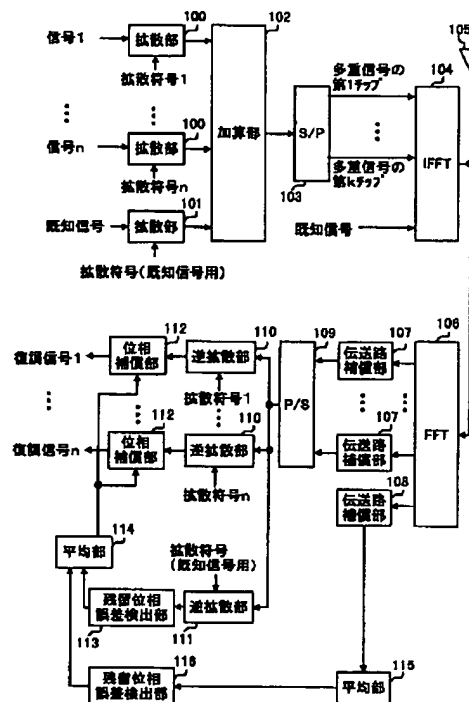 信号1
拡散部
100
拡散符号1
信号n
拡散部
100
拡散符号n
既知信号
拡散部
101
拡散符号(既知信号用)
102
加算部
S/P
103
多重信号の
第1チップ
多重信号の
第kチップ
既知信号
104
IFFT
105
復調信号1
位相
補償部
112
逆拡散部
110
拡散符号1
109
P/S
伝送路
補償部
107
106
FFT
復調信号n
位相
補償部
112
逆拡散部
110
拡散符号n
伝送路
補償部
107
伝送路
補償部
108
平均部
114
拡散符号
(既知信号用)
残留位相
誤差検出部
113
逆拡散部
111
残留位相
誤差検出部
116
平均部
115